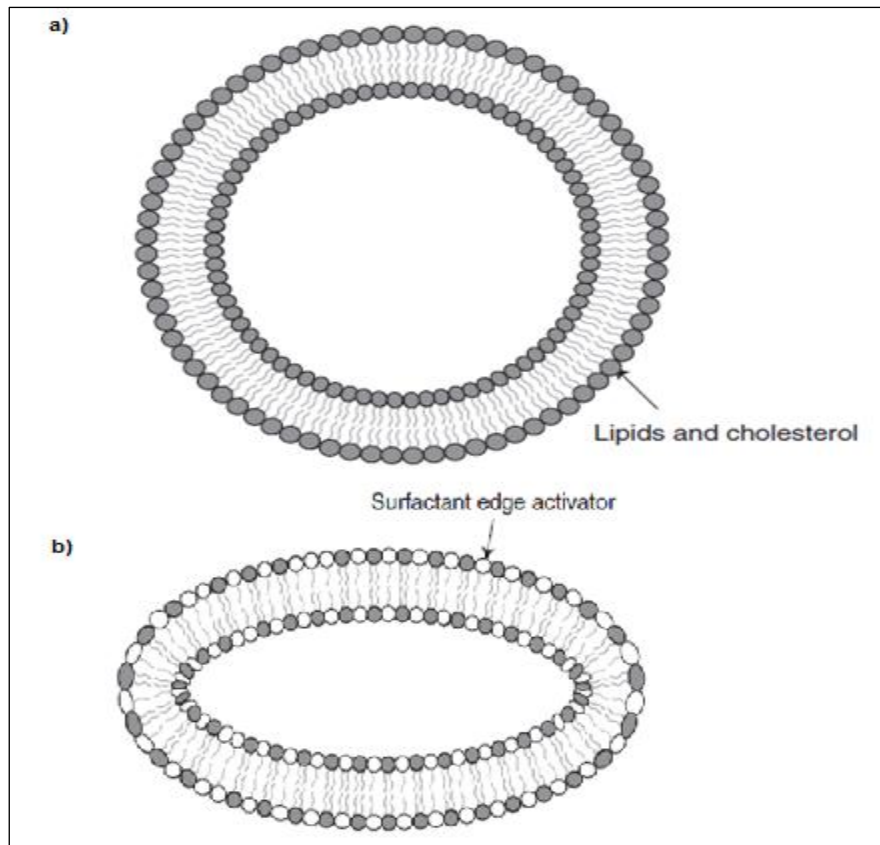 a)
Lipids and cholesterol
Surfactant edge activator
b)